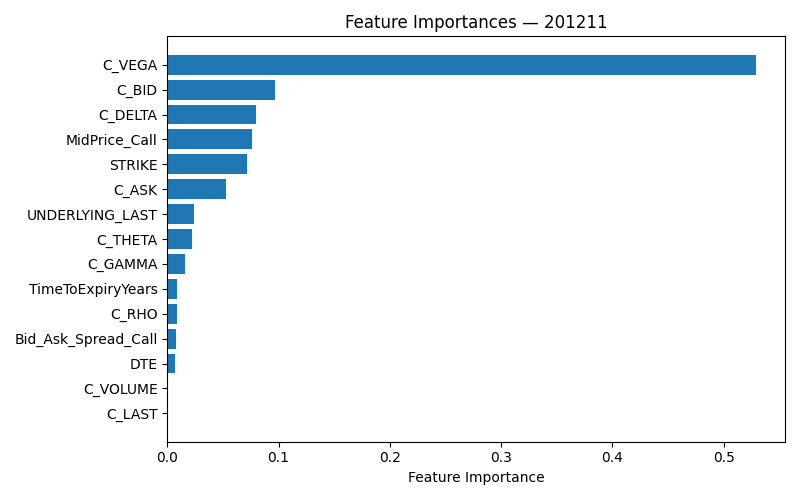 Feature Importances — 201211
C_VEGA
C_BID
C_DELTA
MidPrice_Call
STRIKE
C_ASK
UNDERLYING_LAST
C_THETA
C_GAMMA
TimeToExpiryYears
C_RHO
Bid_Ask_Spread_Call
DTE
C_VOLUME
C_LAST
0.0 0.1 0.2 0.3 0.4 0.5
Feature Importance